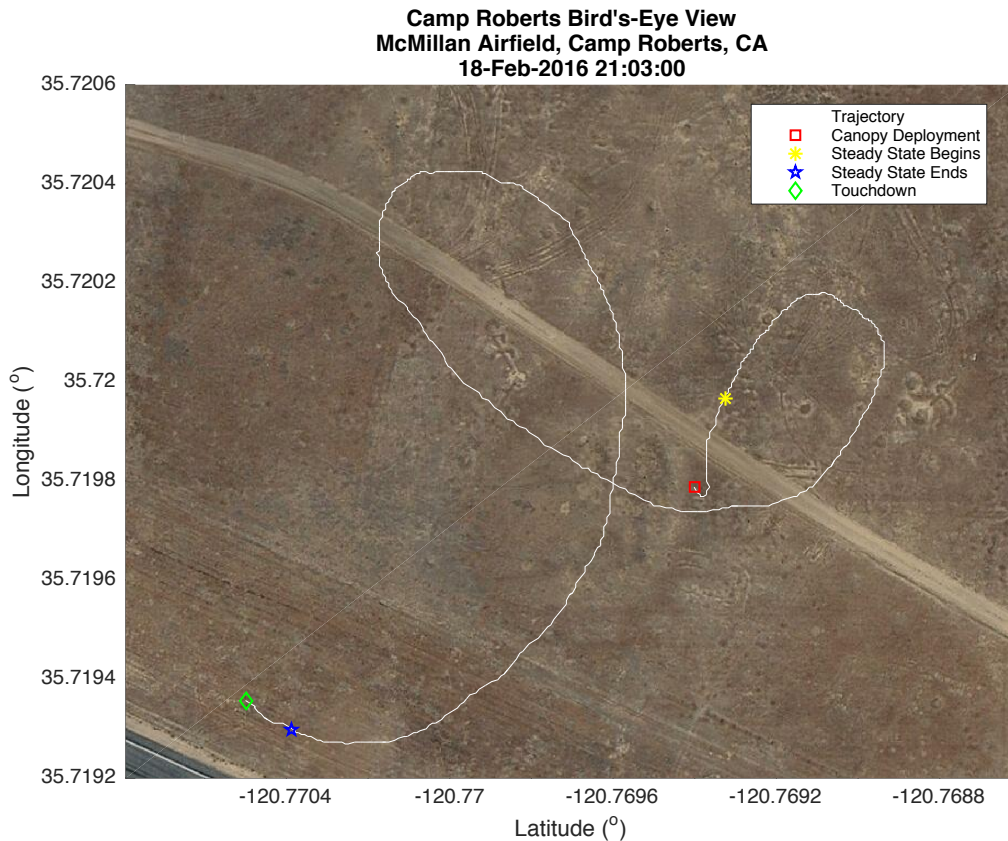 Camp Roberts Bird's-Eye View
McMillan Airfield, Camp Roberts, CA
18-Feb-2016 21:03:00
Trajectory
Canopy Deployment
Steady State Begins
Steady State Ends
Touchdown
35.7206
35.7204
35.7202
35.72
35.7198
35.7196
35.7194
35.7192
Longitude (°)
-120.7704
-120.77
-120.7696
-120.7692
-120.7688
Latitude (°)